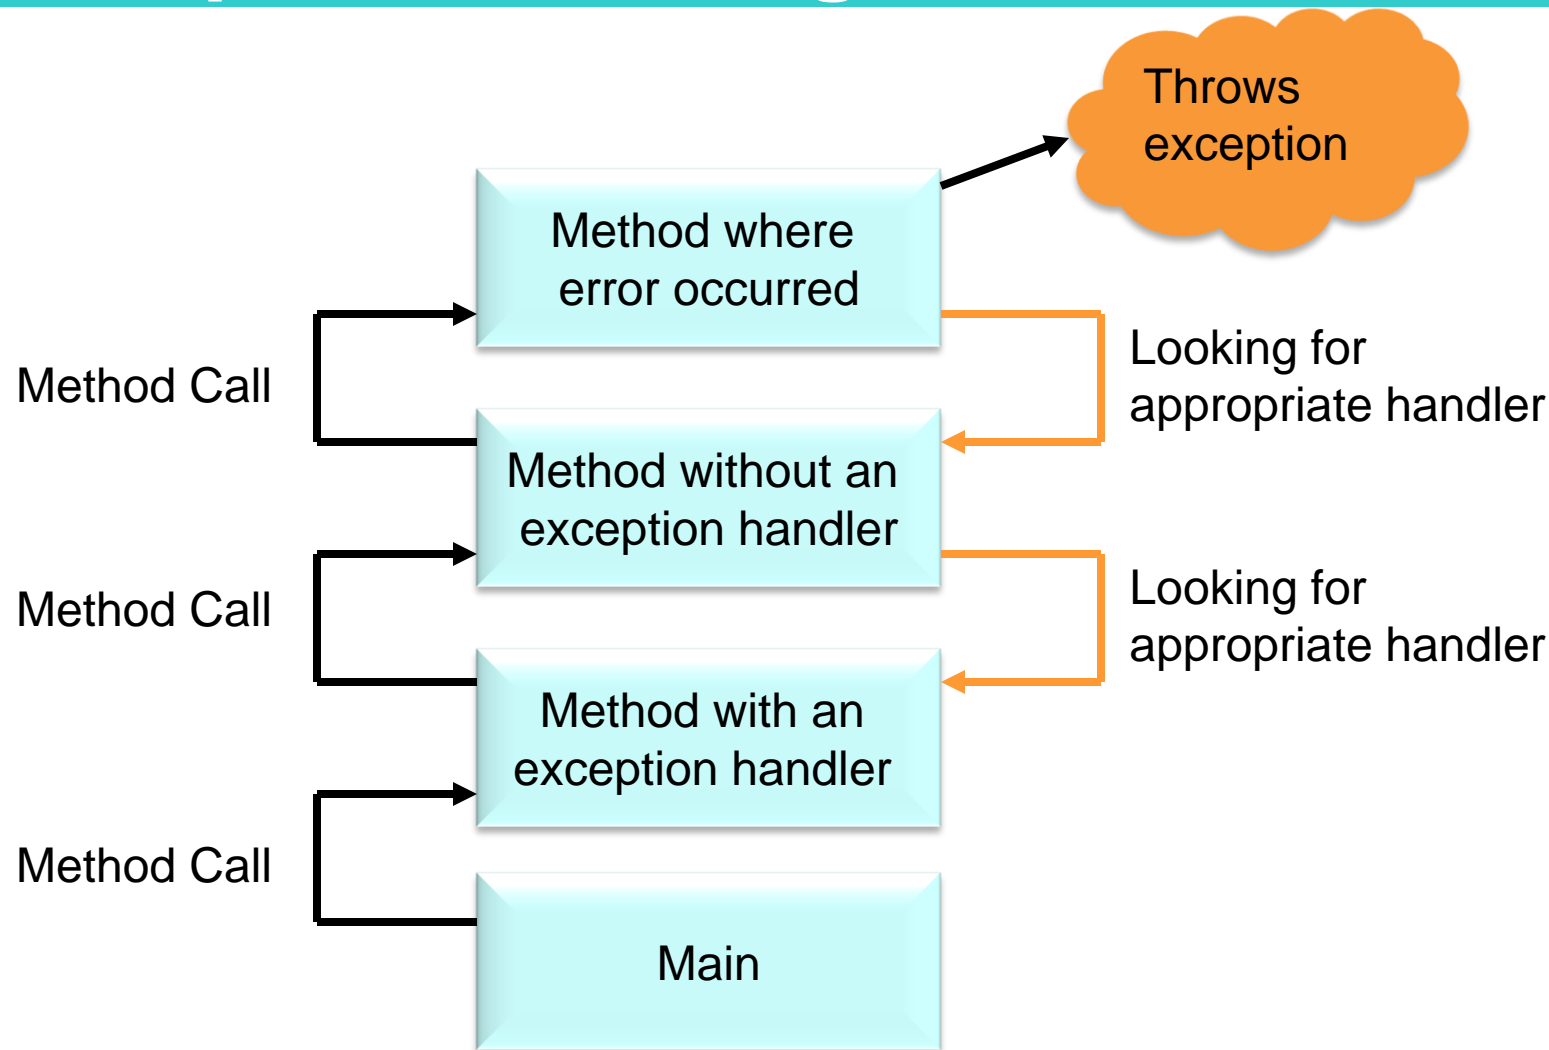 Throws
exception
Method where
error occurred
Looking for
appropriate handler
Method Call
Method without an
exception handler
Looking for
appropriate handler
Method Call
Method with an
exception handler
Method Call
Main